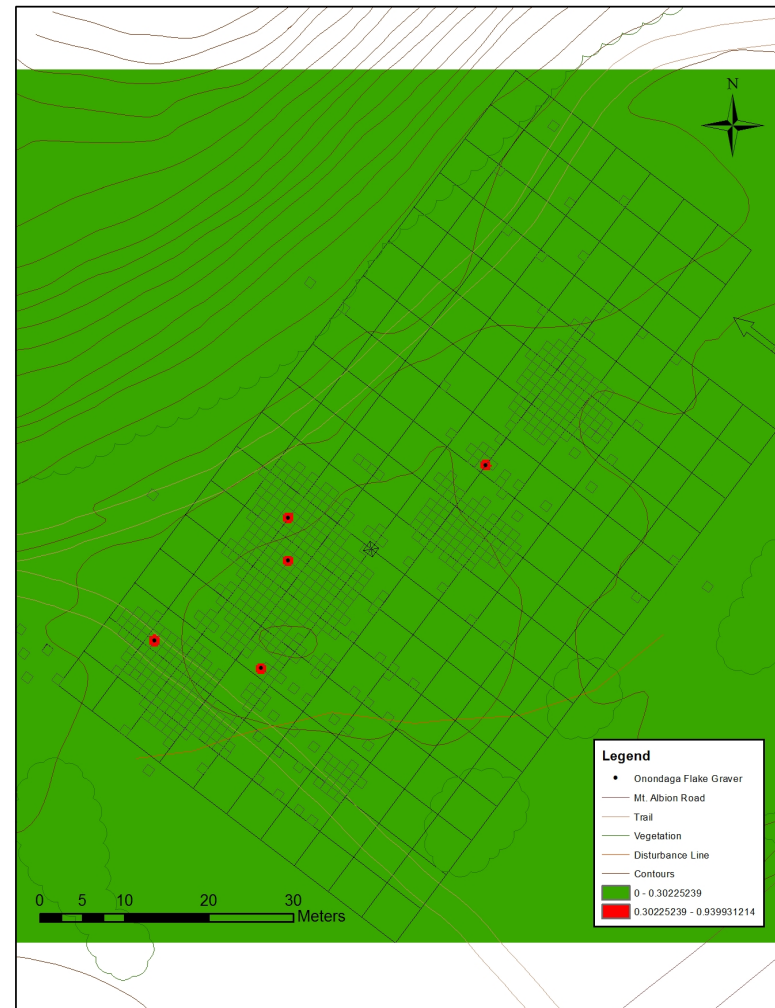 N
Legend
Onondaga Flake Graver
Mt. Albion Road
Trail
Vegetation
Disturbance Line
Contours
0 - 0.30225239
0.30225239 - 0.939931214
0 5 10 20 30
Meters